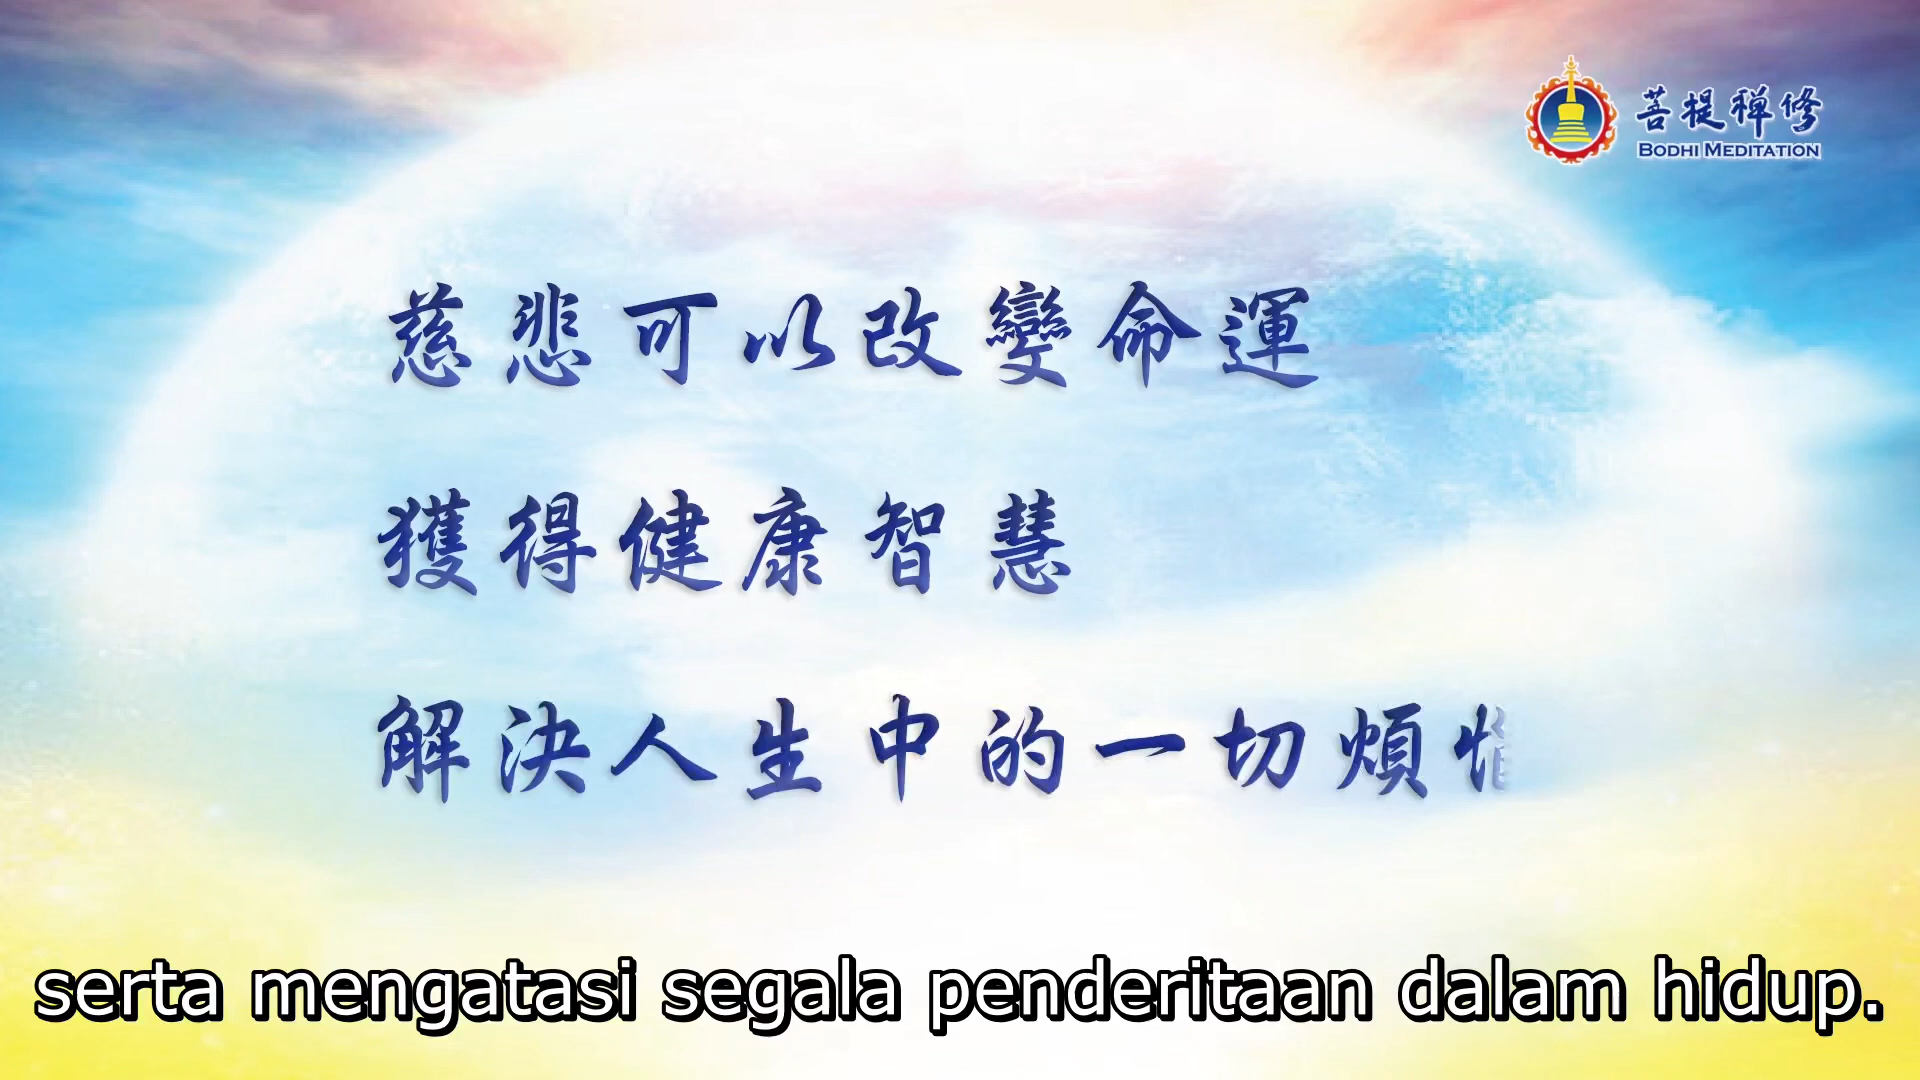 菩提禪修
BODHI MEDITATION
慈悲可以改變命運
獲得健康智慧
解決人生中的一切煩惱
serta mengatasi segala penderitaan dalam hidup.